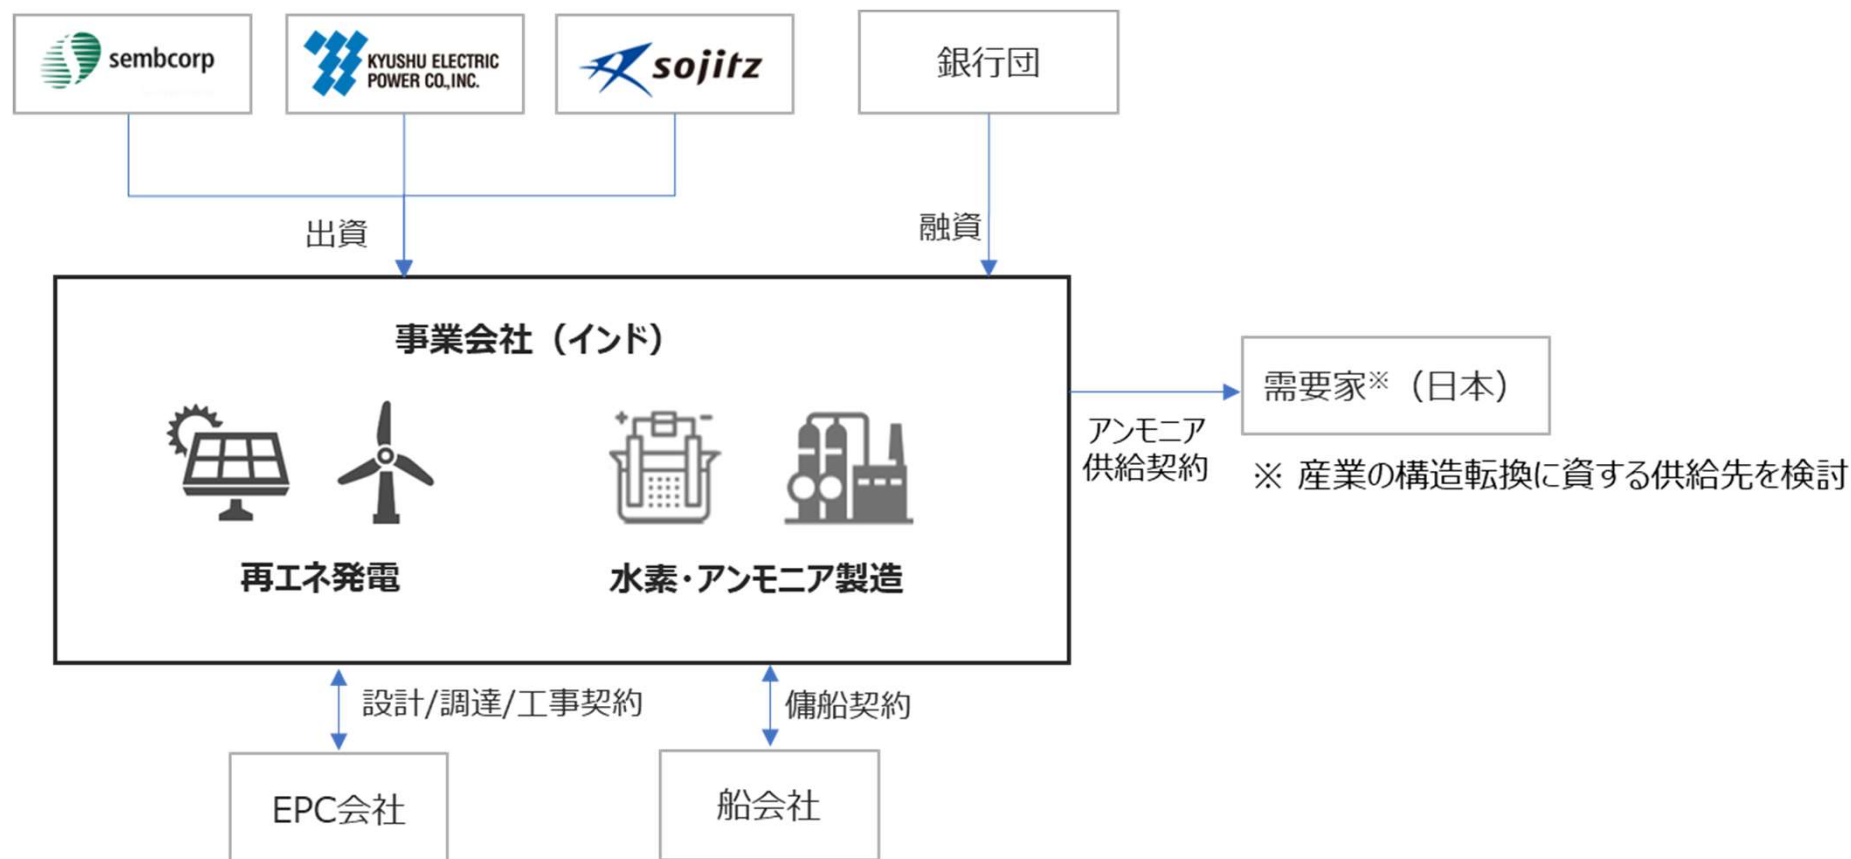 sembcorp
KYUSHU ELECTRIC
POWER CO.,INC.
sojitz
銀行団
出資
融資
事業会社（インド）
+ -
再エネ発電
水素・アンモニア製造
アンモニア
供給契約
需要家※（日本）
※ 産業の構造転換に資する供給先を検討
設計/調達/工事契約
傭船契約
EPC会社
船会社